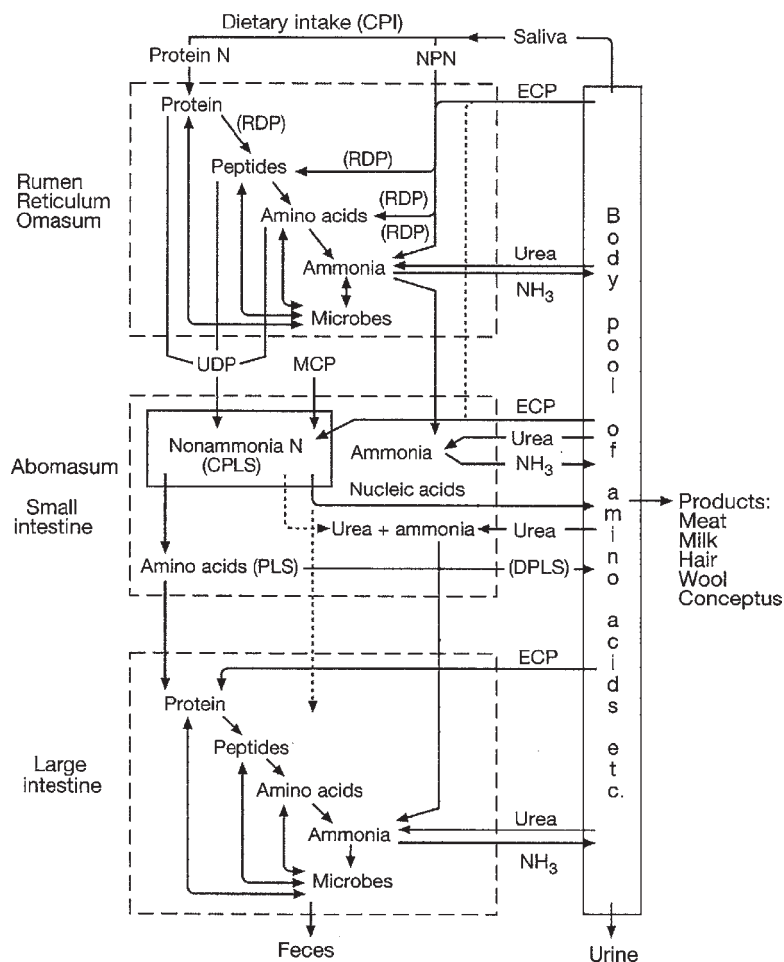 Dietary intake (CPI)
Saliva
Protein N
NPN
ECP
Protein
(RDP)
Peptides
(RDP)
Rumen
Reticulum
Omasum
(RDP)
Amino acids
(RDP)
Ammonia
Urea
NH₃
Microbes
UDP
MCP
ECP
Urea
Nonammonia N
(CPLS)
Ammonia
NH₃
Abomasum
Nucleic acids
Small
intestine
Urea + ammonia
Urea
Amino acids (PLS)
(DPLS)
Body pool of amino acids etc.
Products:
Meat
Milk
Hair
Wool
Conceptus
ECP
Protein
Peptides
Large
intestine
Amino acids
Ammonia
Urea
NH₃
Microbes
Feces
Urine